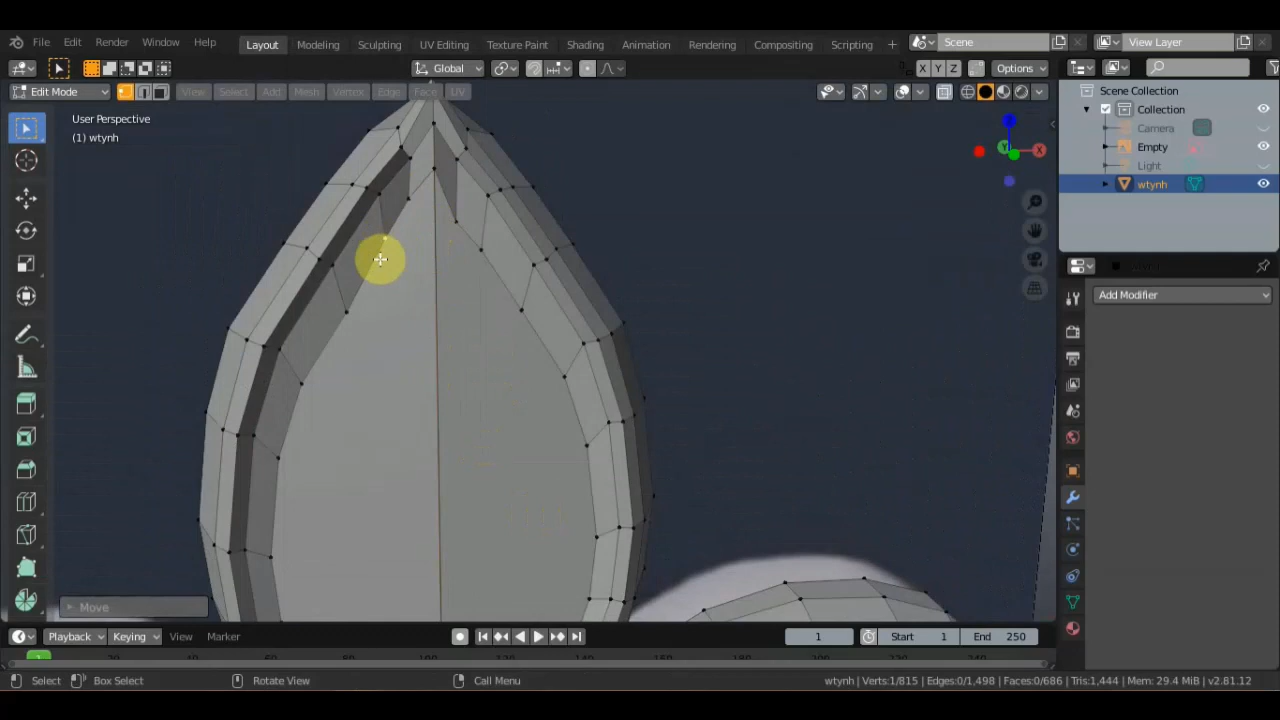 File Edit Render Window Help Layout Modeling Sculpting UV Editing Texture Paint Shading Animation Rendering Compositing Scripting + Scene View Layer
Global X Y Z Options
Edit Mode View Select Add Mesh Vertex Edge Face UV
User Perspective
(1) wtynh
Z
X
Y
Scene Collection
Collection
Camera
Empty
Light
wtynh
Add Modifier
Move
Playback Keying View Marker 1 Start 1 End 250
1
Select Box Select Rotate View Call Menu wtynh | Verts:1/815 | Edges:0/1,498 | Faces:0/686 | Tris:1,444 | Mem: 29.4 MiB | v2.81.12